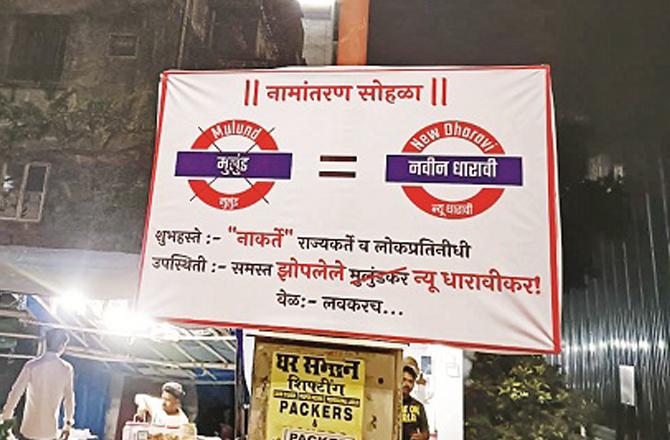 || नामांतरण सोहळा ||
Mulund
मुलुंड
मुलुंड
=
New Dharavi
नवीन धारावी
न्यू धारावी
शुभहस्ते :- "नाकर्ते" राज्यकर्ते व लोकप्रतिनीधी
उपस्थिती :- समस्त झोपलेले मुलुंडकर न्यू धारावीकर!
वेळ:- लवकरच...
घर सामान
शिफ्टींग
PACKERS
&